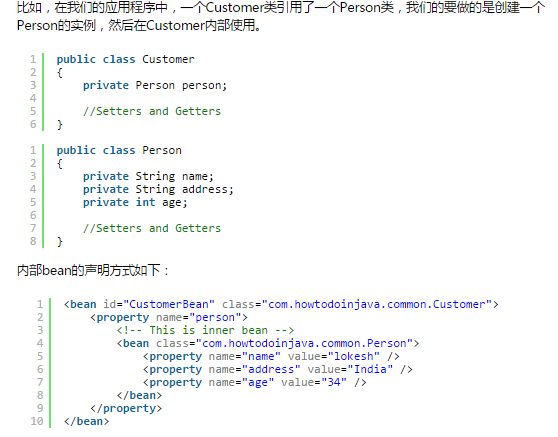 比如，在我们的应用程序中，一个Customer类引用了一个Person类，我们的要做的是创建一个
Person的实例，然后在Customer内部使用。
1 public class Customer
2 {
3     private Person person;
4
5     //Setters and Getters
6 }
1 public class Person
2 {
3     private String name;
4     private String address;
5     private int age;
6
7     //Setters and Getters
8 }
内部bean的声明方式如下：
1 <bean id="CustomerBean" class="com.howtodoinjava.common.Customer">
2     <property name="person">
3         <!-- This is inner bean -->
4         <bean class="com.howtodoinjava.common.Person">
5             <property name="name" value="lokesh" />
6             <property name="address" value="India" />
7             <property name="age" value="34" />
8         </bean>
9     </property>
10 </bean>